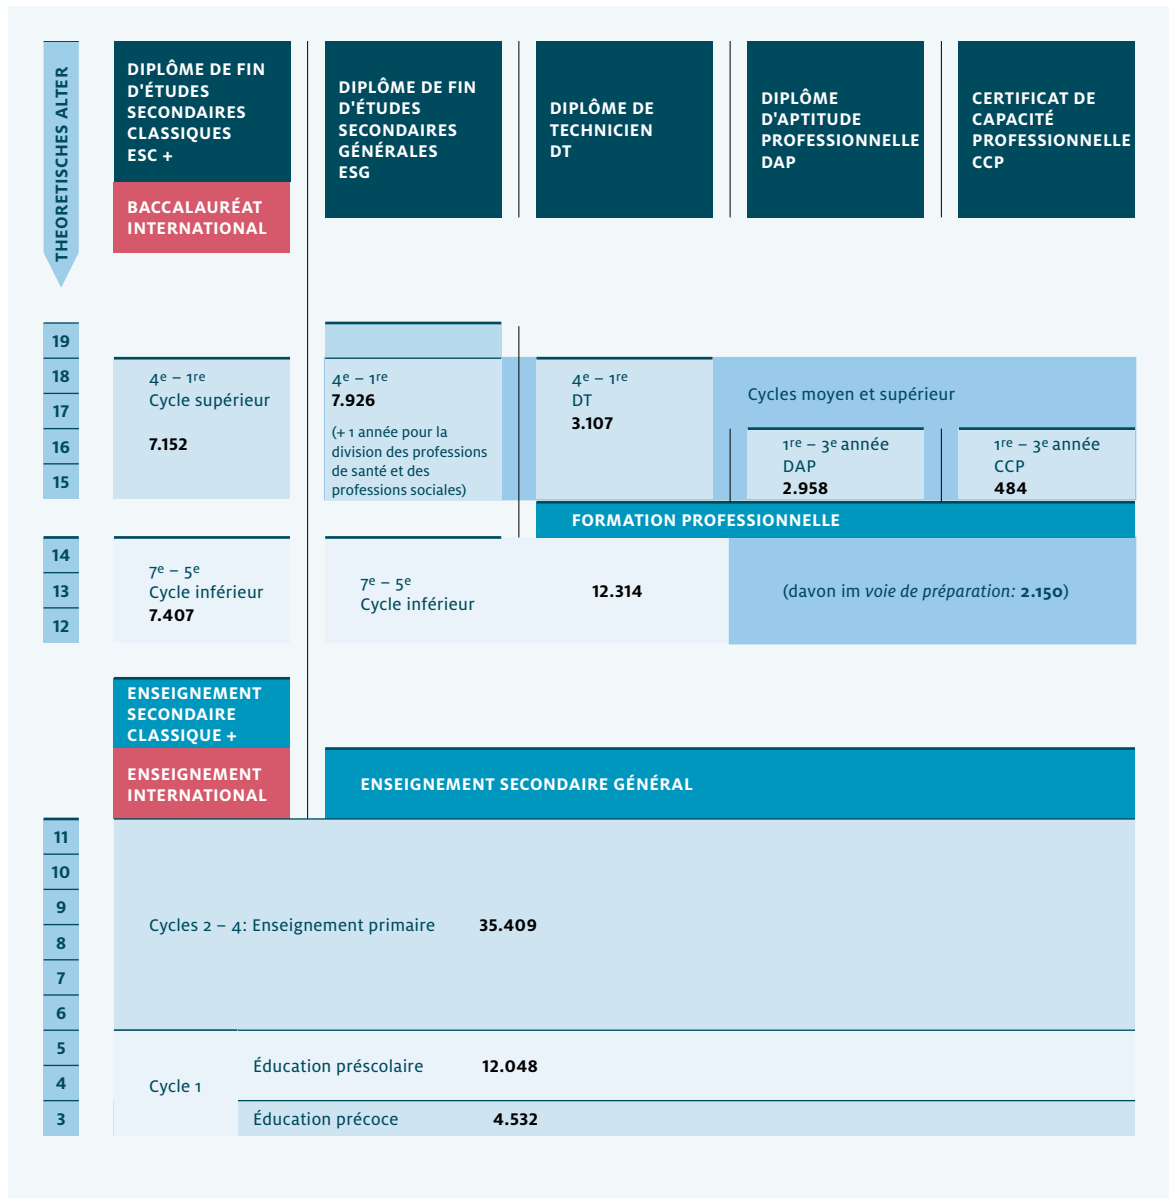 THEORETISCHES ALTER
DIPLÔME DE FIN
D'ÉTUDES
SECONDAIRES
CLASSIQUES
ESC +
BACCALAURÉAT
INTERNATIONAL
DIPLÔME DE FIN
D'ÉTUDES
SECONDAIRES
GÉNÉRALES
ESG
DIPLÔME DE
TECHNICIEN
DT
DIPLÔME
D'APTITUDE
PROFESSIONNELLE
DAP
CERTIFICAT DE
CAPACITÉ
PROFESSIONNELLE
CCP
19
18
17
16
15
4e – 1re
Cycle supérieur
7.152
4e – 1re
7.926
(+ 1 année pour la
division des professions
de santé et des
professions sociales)
4e – 1re
DT
3.107
Cycles moyen et supérieur
1re – 3e année
DAP
2.958
1re – 3e année
CCP
484
FORMATION PROFESSIONNELLE
14
13
12
7e – 5e
Cycle inférieur
7.407
7e – 5e
Cycle inférieur
12.314
(davon im voie de préparation: 2.150)
ENSEIGNEMENT
SECONDAIRE
CLASSIQUE +
ENSEIGNEMENT
INTERNATIONAL
ENSEIGNEMENT SECONDAIRE GÉNÉRAL
11
10
9
8
7
6
Cycles 2 – 4: Enseignement primaire 35.409
5
4
3
Cycle 1
Éducation préscolaire 12.048
Éducation précoce 4.532